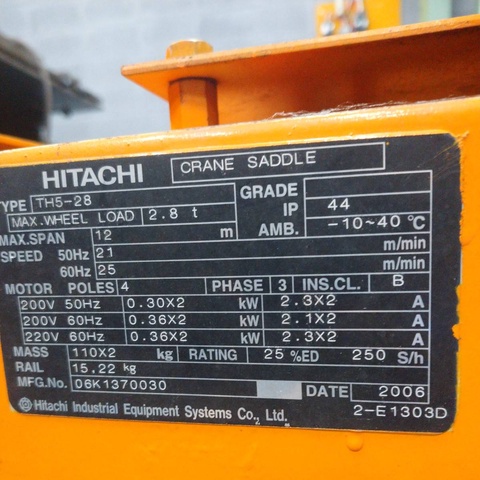 HITACHI CRANE SADDLE
TYPE TH5-28 GRADE
MAX.WHEEL LOAD 2.8 t IP 44
MAX.SPAN 12 m AMB. -10~40 °C
SPEED 50Hz 21 m/min
60Hz 25 m/min
MOTOR POLES 4 PHASE 3 INS.CL. B
200V 50Hz 0.30X2 kW 2.3X2 A
200V 60Hz 0.36X2 kW 2.1X2 A
220V 60Hz 0.36X2 kW 2.3X2 A
MASS 110X2 kg RATING 25 %ED 250 S/h
RAIL 15,22 kg
MFG.No. 06K1370030 DATE 2006
Hitachi Industrial Equipment Systems Co., Ltd. 2-E1303D